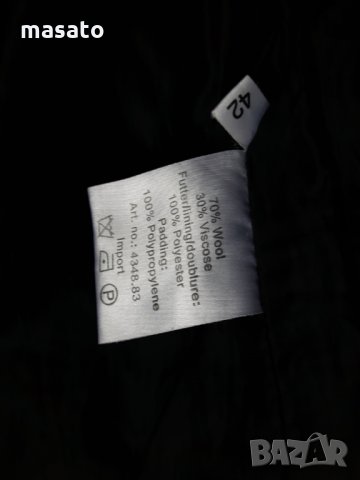 masato
42
70% Wool
30% Viscose
Futter/lining/doublure:
100% Polyester
Padding:
100% Polypropylene
Art. no.: 4348.83
Import
P
BAZAR